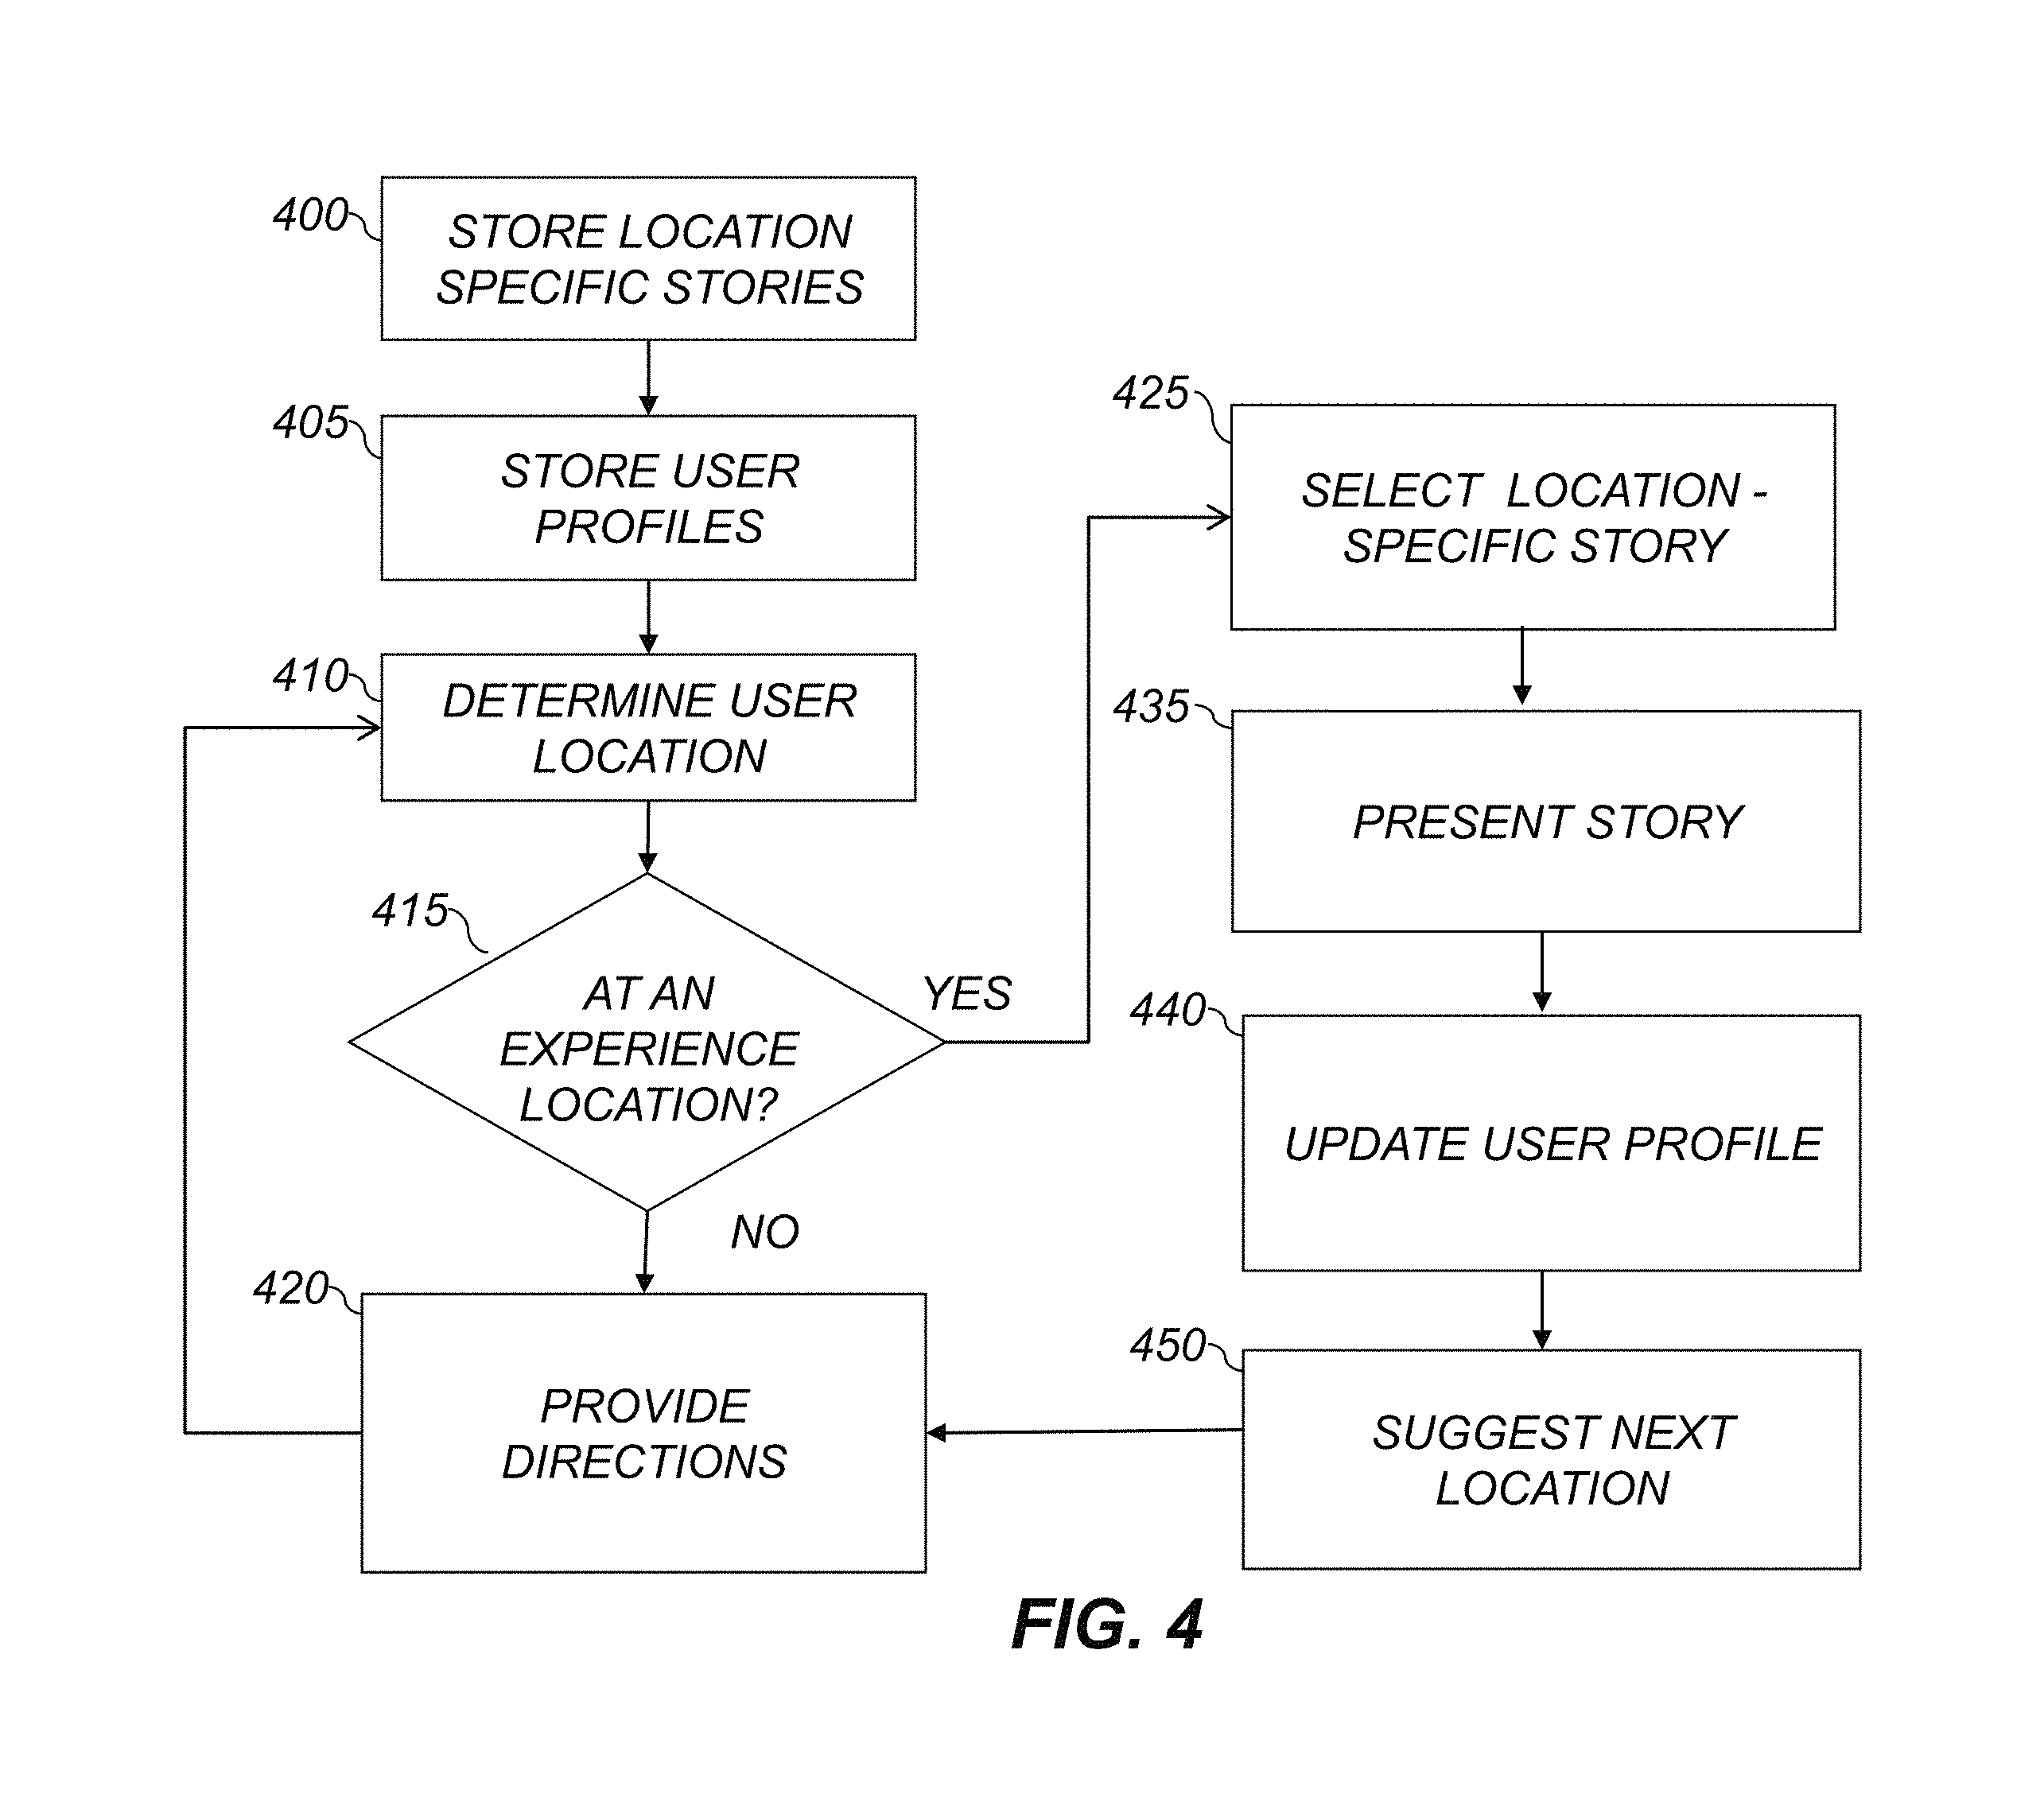 400
STORE LOCATION
SPECIFIC STORIES
405
STORE USER
PROFILES
410
DETERMINE USER
LOCATION
415
AT AN
EXPERIENCE
LOCATION?
YES
NO
420
PROVIDE
DIRECTIONS
425
SELECT LOCATION -
SPECIFIC STORY
435
PRESENT STORY
440
UPDATE USER PROFILE
450
SUGGEST NEXT
LOCATION
FIG. 4